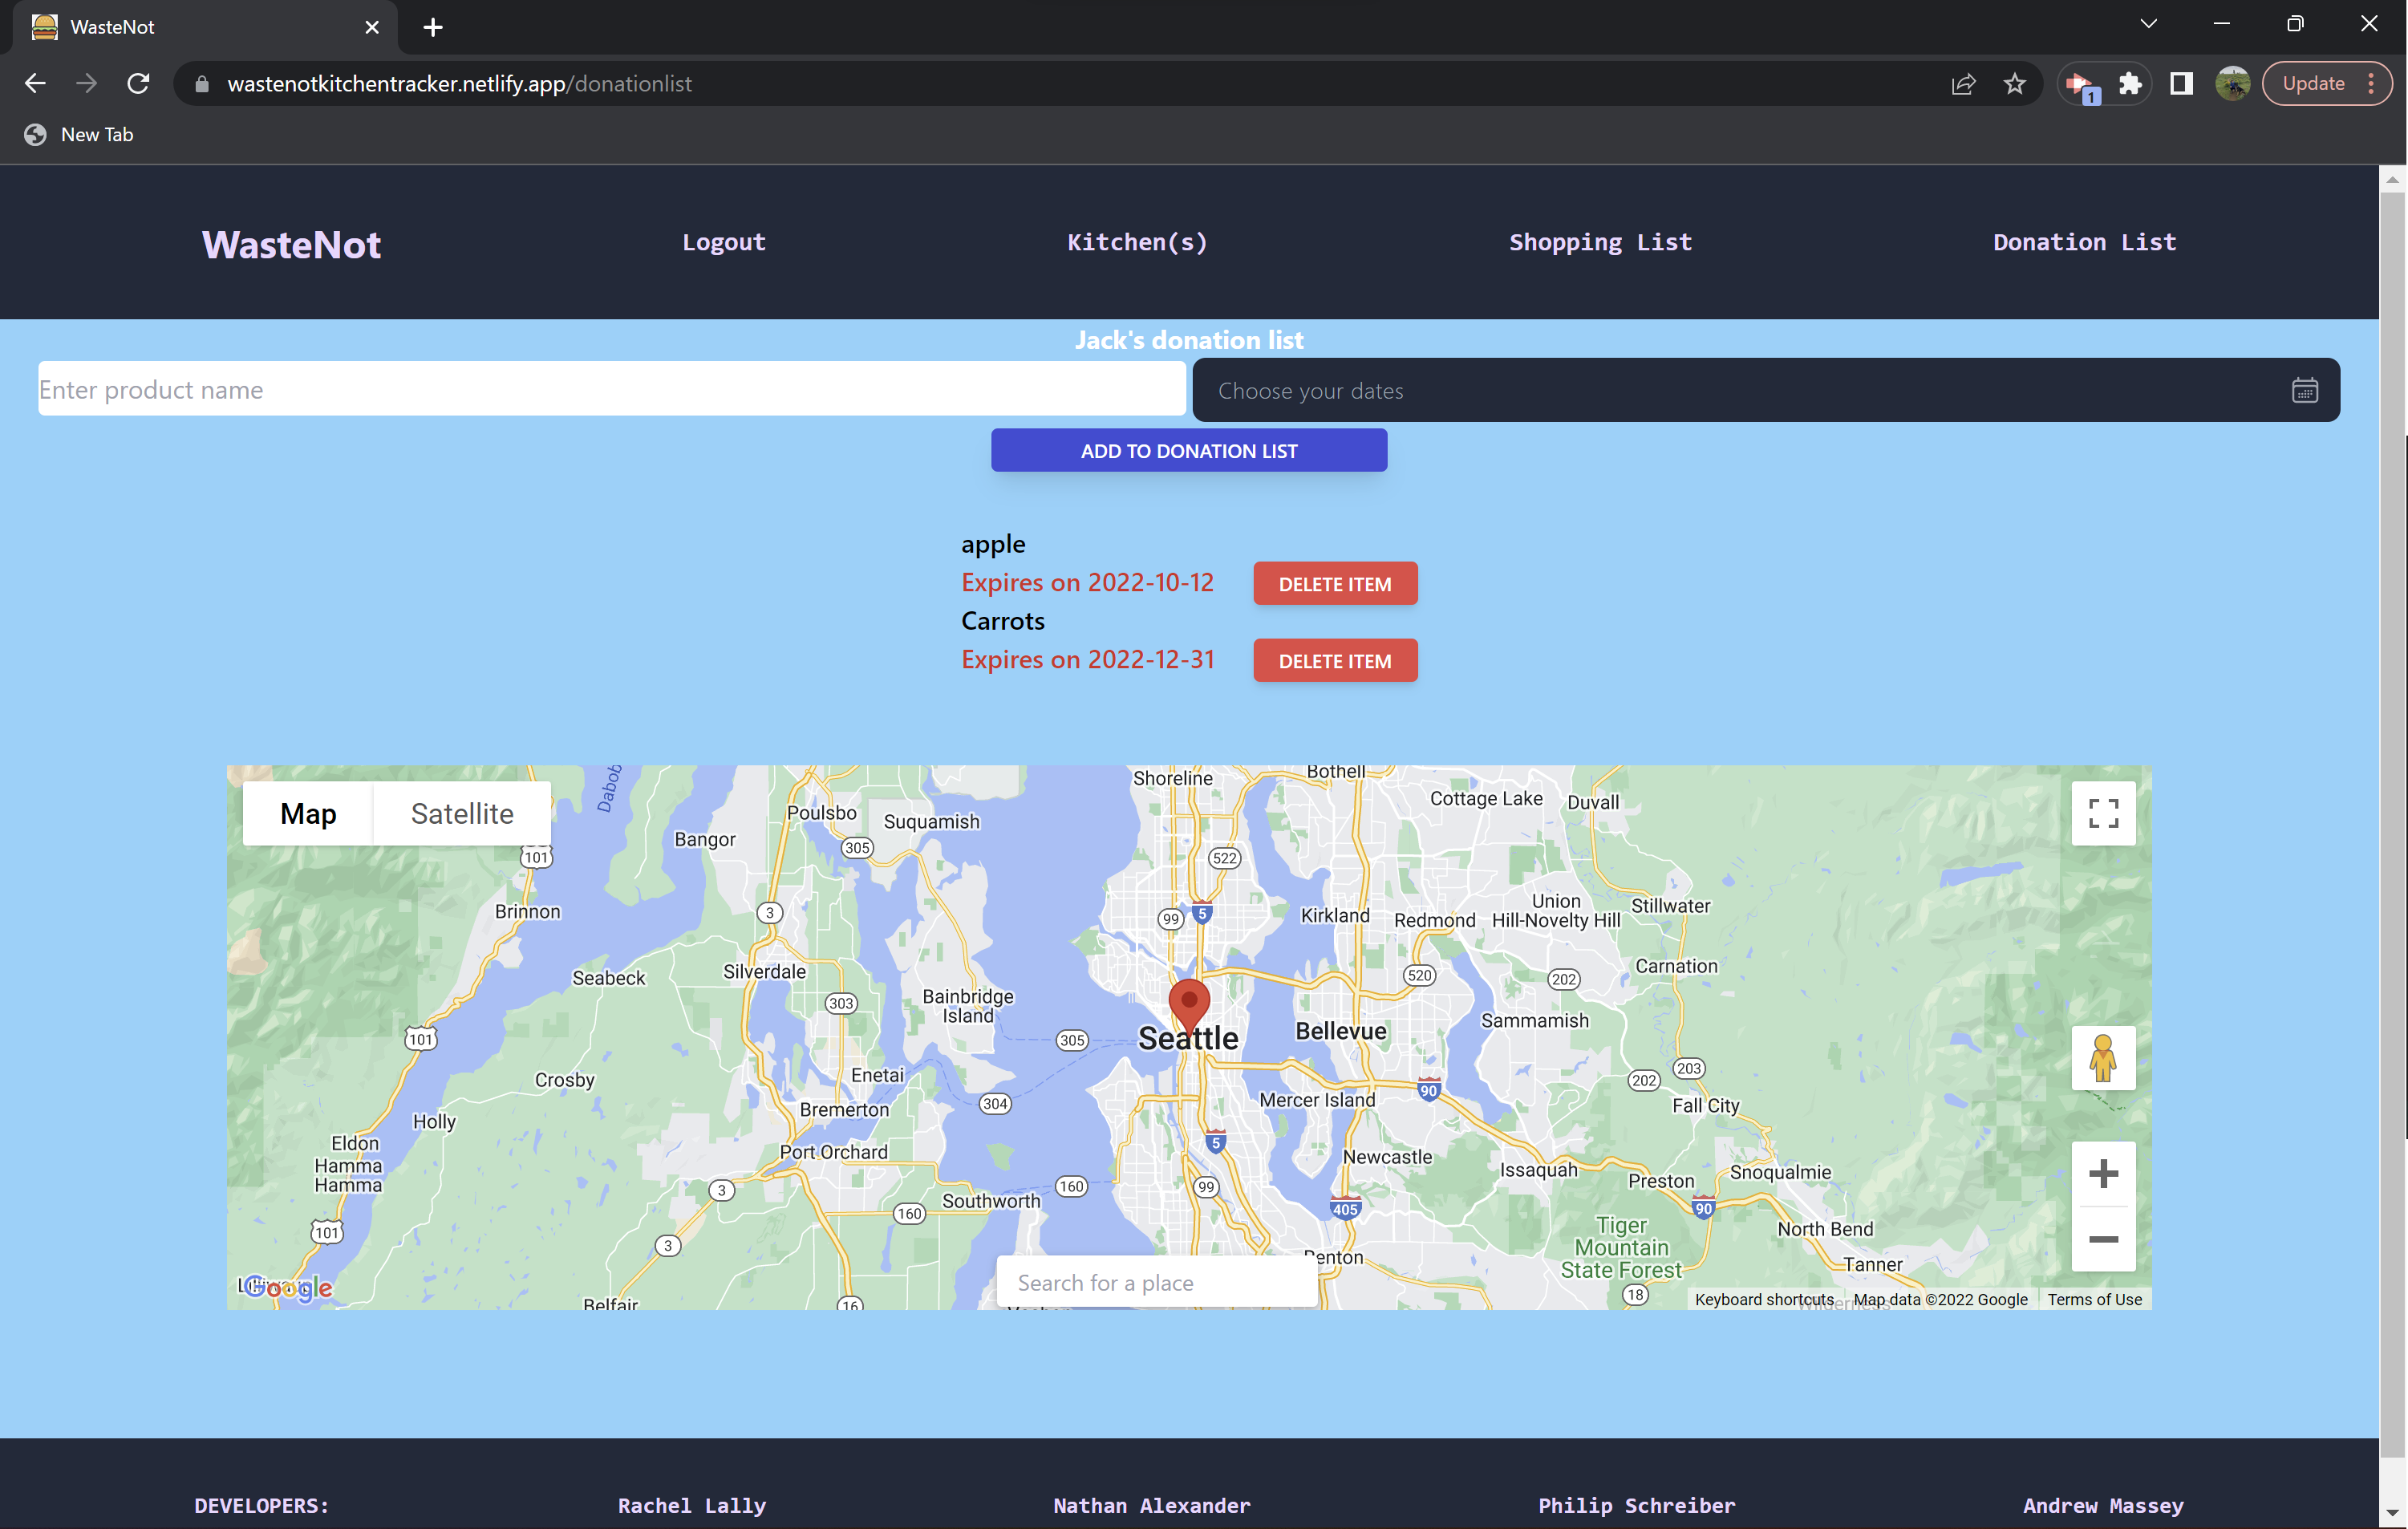 WasteNot
wastenotkitchentracker.netlify.app/donationlist
1
Update
New Tab
WasteNot
Logout
Kitchen(s)
Shopping List
Donation List
Jack's donation list
Enter product name
Choose your dates
ADD TO DONATION LIST
apple
Expires on 2022-10-12
DELETE ITEM
Carrots
Expires on 2022-12-31
DELETE ITEM
Map
Satellite
Dabob
Shoreline
Bothell
Cottage Lake
Duvall
Poulsbo
Suquamish
Bangor
305
101
522
Brinnon
3
99
5
Kirkland
Redmond
Union
Hill-Novelty Hill
Stillwater
Seabeck
Silverdale
520
202
Carnation
303
Bainbridge
Island
Sammamish
101
305
Seattle
Bellevue
Crosby
Enetai
304
Bremerton
Mercer Island
90
202
203
Fall City
Holly
Eldon
Hamma
Hamma
Port Orchard
5
Newcastle
Issaquah
Preston
Snoqualmie
3
Southworth
160
99
160
405
90
101
3
Tiger
Mountain
State Forest
North Bend
Tanner
Renton
Search for a place
Google
Belfair
16
18
Keyboard shortcuts
Map data ©2022 Google
Terms of Use
DEVELOPERS:
Rachel Lally
Nathan Alexander
Philip Schreiber
Andrew Massey